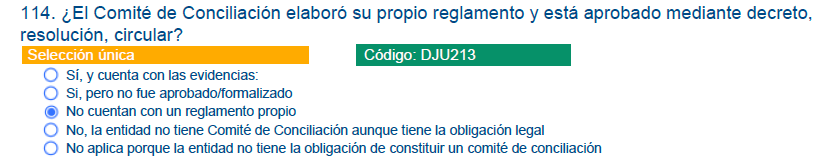 114. ¿El Comité de Conciliación elaboró su propio reglamento y está aprobado mediante decreto,
resolución, circular?
Selección única
Código: DJU213
Sí, y cuenta con las evidencias:
Si, pero no fue aprobado/formalizado
No cuentan con un reglamento propio
No, la entidad no tiene Comité de Conciliación aunque tiene la obligación legal
No aplica porque la entidad no tiene la obligación de constituir un comité de conciliación